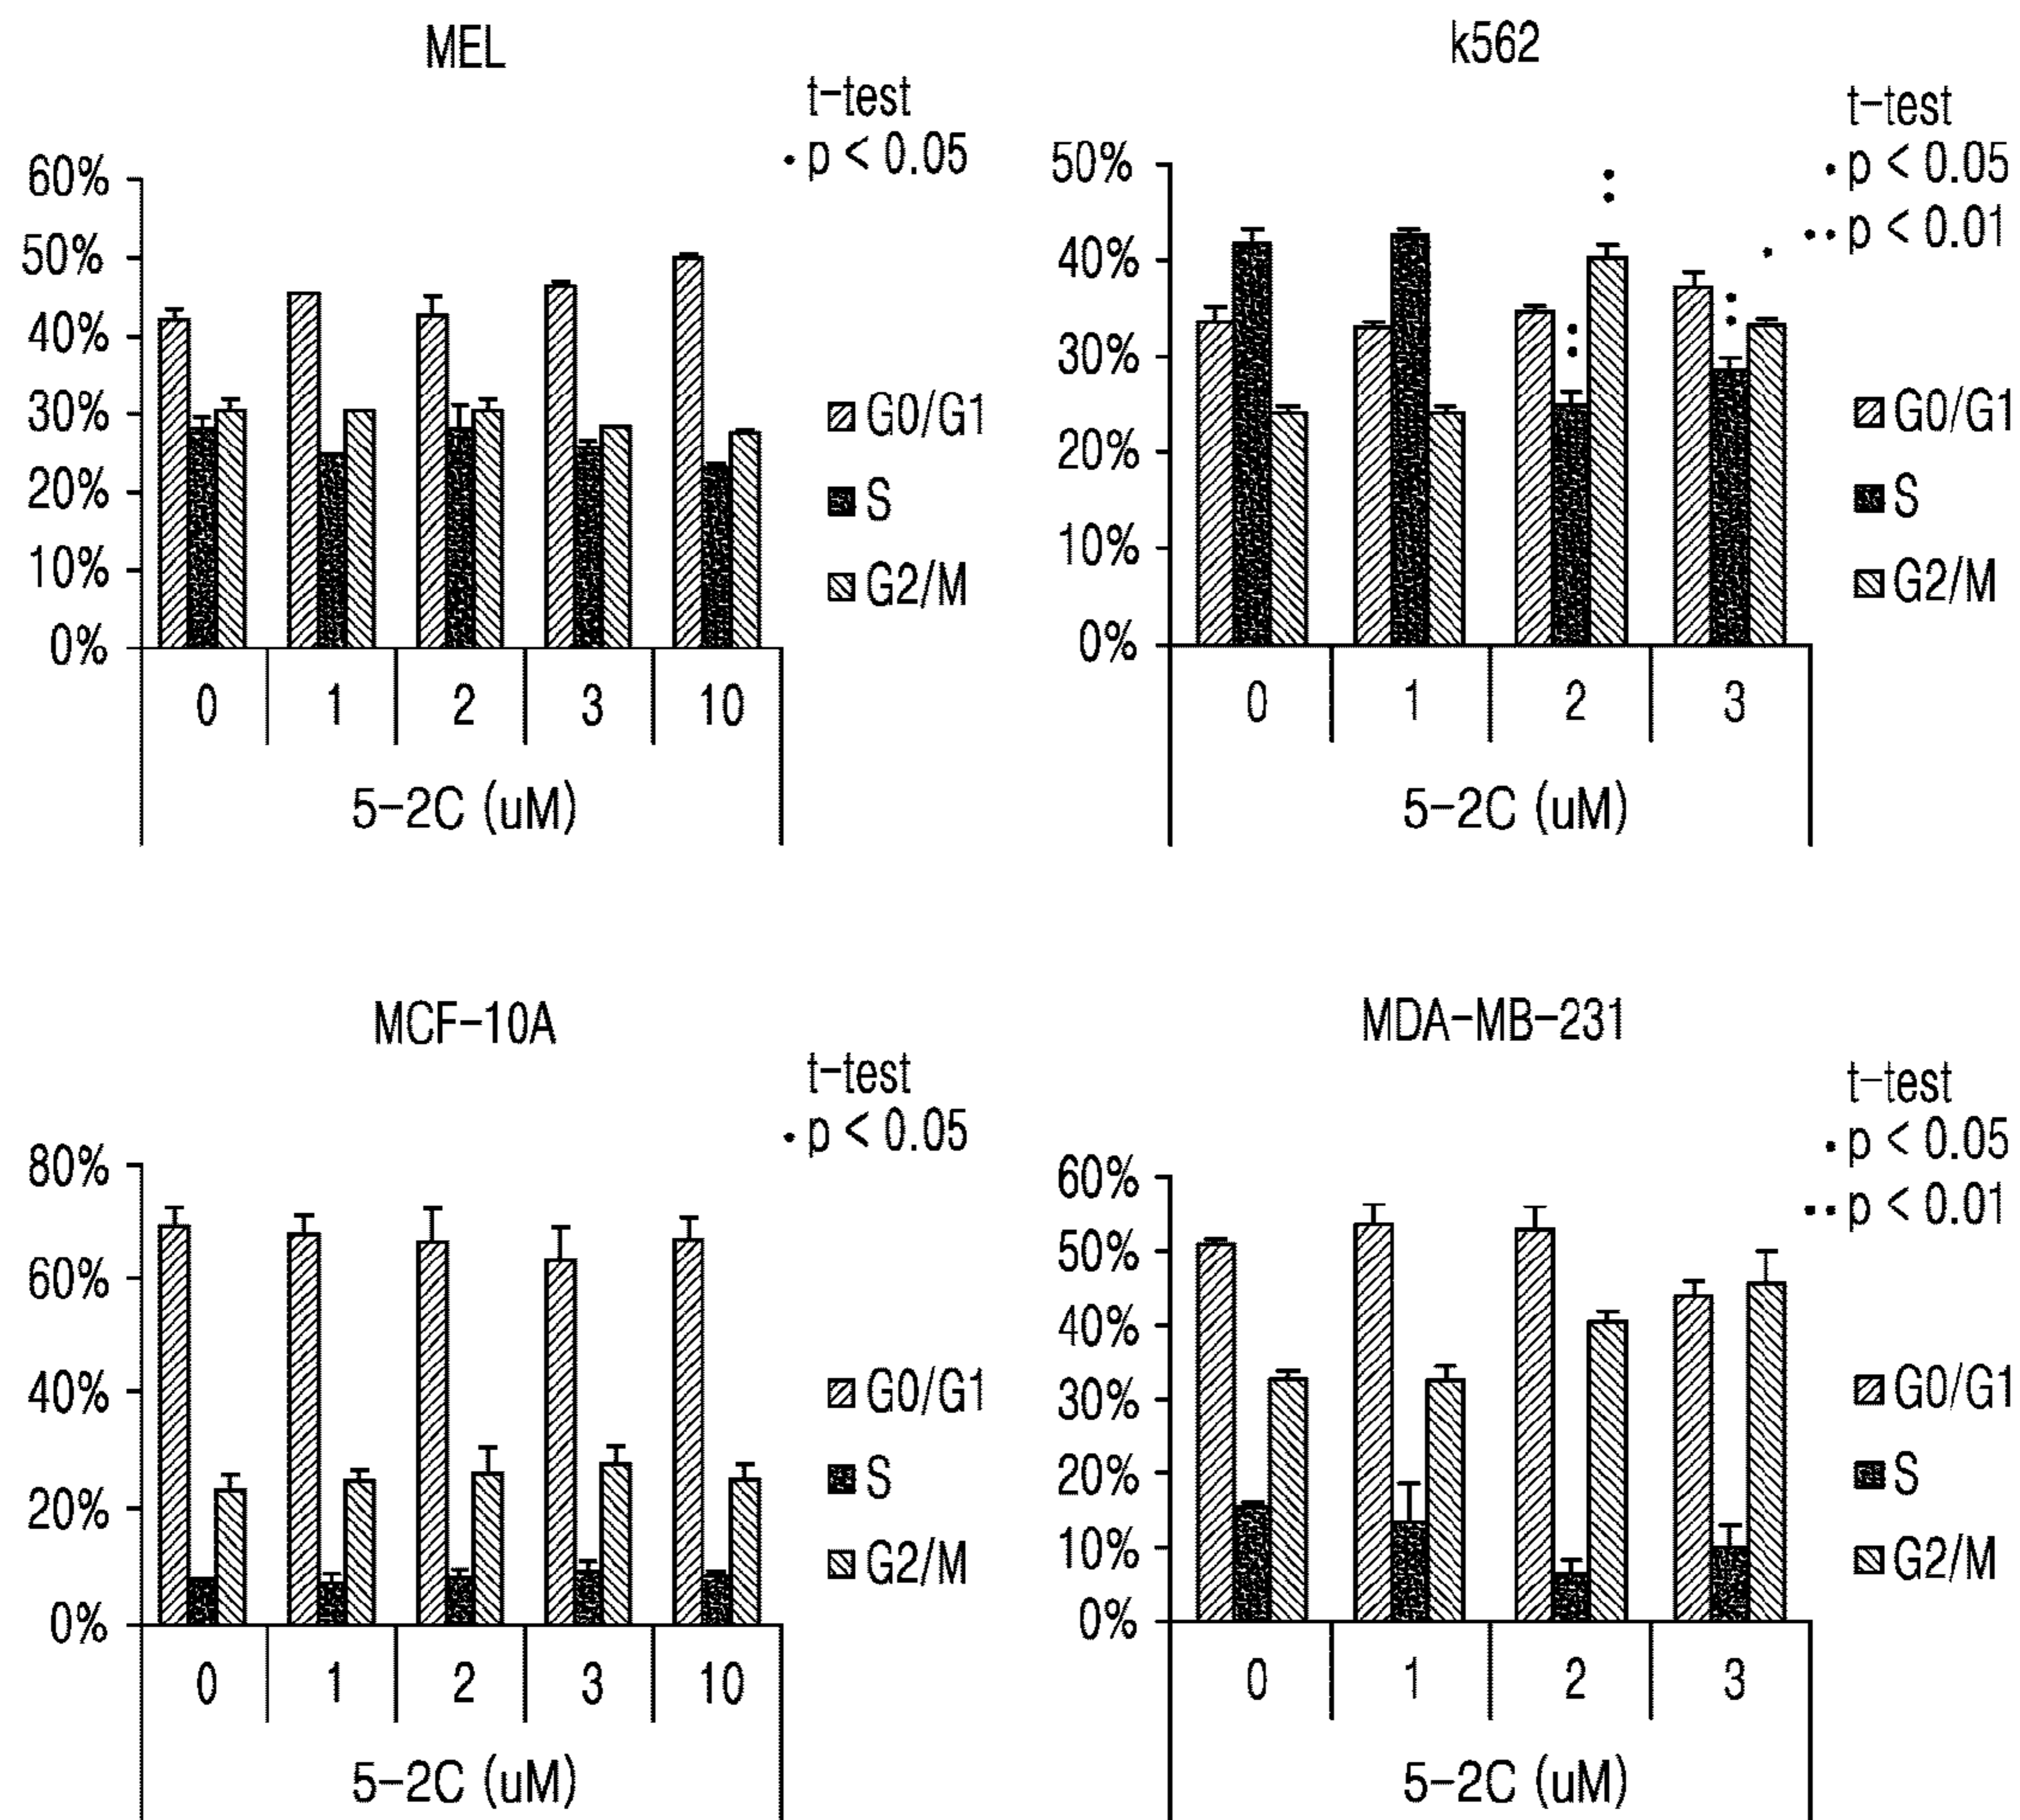 MEL
t-test
• p < 0.05
60%
50%
40%
30%
20%
10%
0%
G0/G1
S
G2/M
0 1 2 3 10
5-2C (uM)
k562
t-test
• p < 0.05
•• p < 0.01
50%
40%
30%
20%
10%
0%
G0/G1
S
G2/M
0 1 2 3
5-2C (uM)
MCF-10A
t-test
• p < 0.05
80%
60%
40%
20%
0%
G0/G1
S
G2/M
0 1 2 3 10
5-2C (uM)
MDA-MB-231
t-test
• p < 0.05
•• p < 0.01
60%
50%
40%
30%
20%
10%
0%
G0/G1
S
G2/M
0 1 2 3
5-2C (uM)